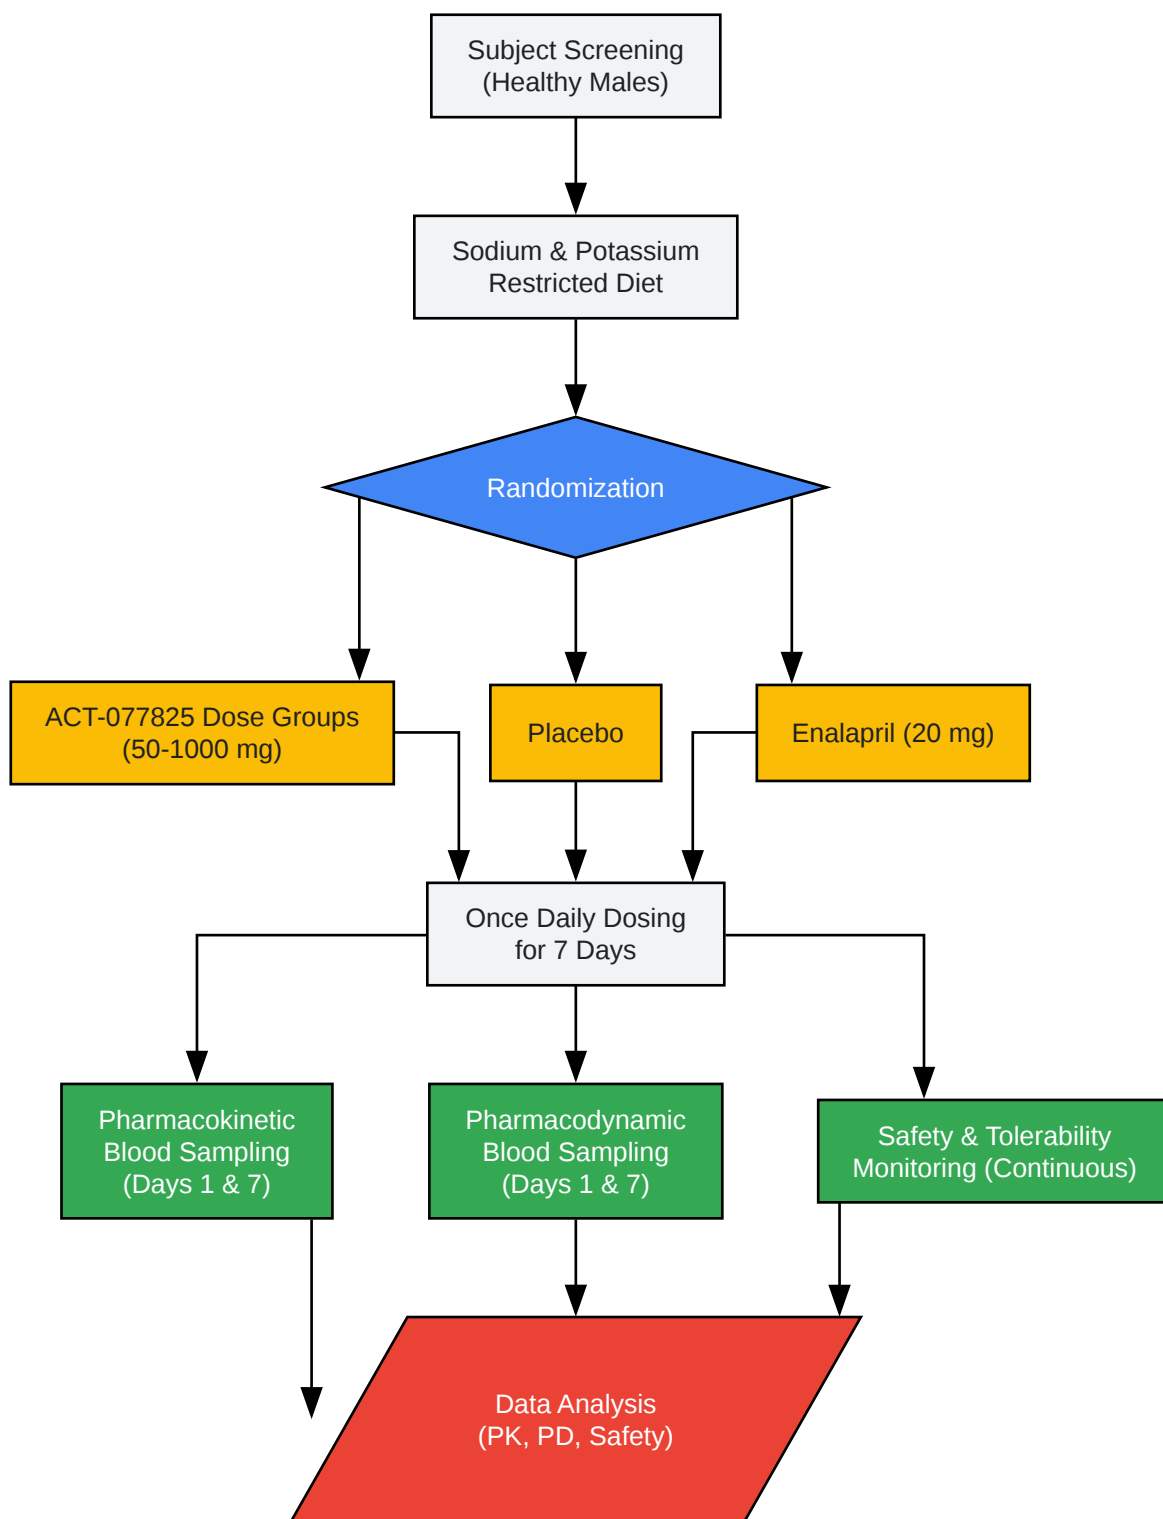 Subject Screening
(Healthy Males)
Sodium & Potassium
Restricted Diet
Randomization
ACT-077825 Dose Groups
(50-1000 mg)
Placebo
Enalapril (20 mg)
Once Daily Dosing
for 7 Days
Pharmacokinetic
Blood Sampling
(Days 1 & 7)
Pharmacodynamic
Blood Sampling
(Days 1 & 7)
Safety & Tolerability
Monitoring (Continuous)
Data Analysis
(PK, PD, Safety)